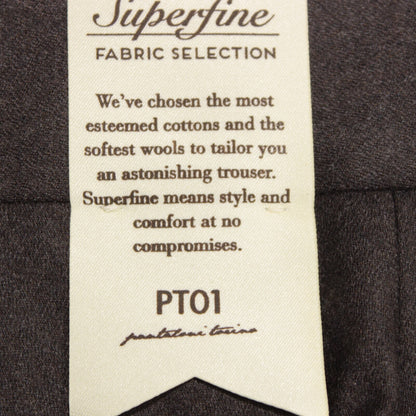 Superfine
FABRIC SELECTION
We've chosen the most
esteemed cottons and the
softest wools to tailor you
an astonishing trouser.
Superfine means style and
comfort at no
compromises.
PT01
pantaloni torino